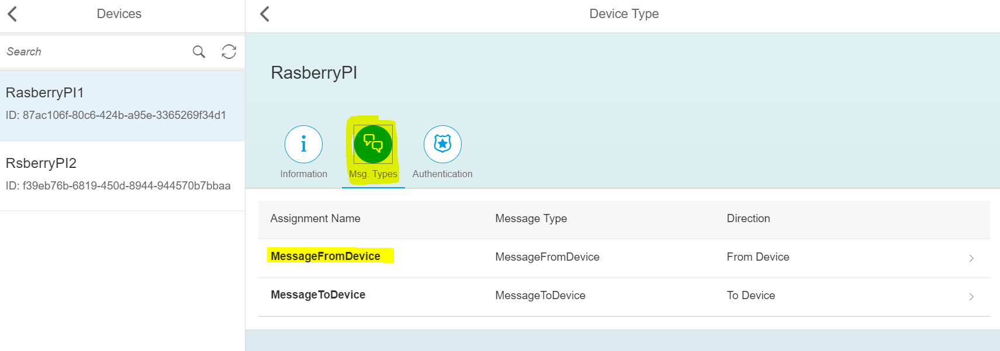 Devices
Search
RasberryPI1
ID: 87ac106f-80c6-424b-a95e-3365269f34d1
RsberryPI2
ID: f39eb76b-6819-450d-8944-944570b7bbaa
Device Type
RasberryPI
Information Msg. Types Authentication
Assignment Name Message Type Direction
MessageFromDevice MessageFromDevice From Device
MessageToDevice MessageToDevice To Device